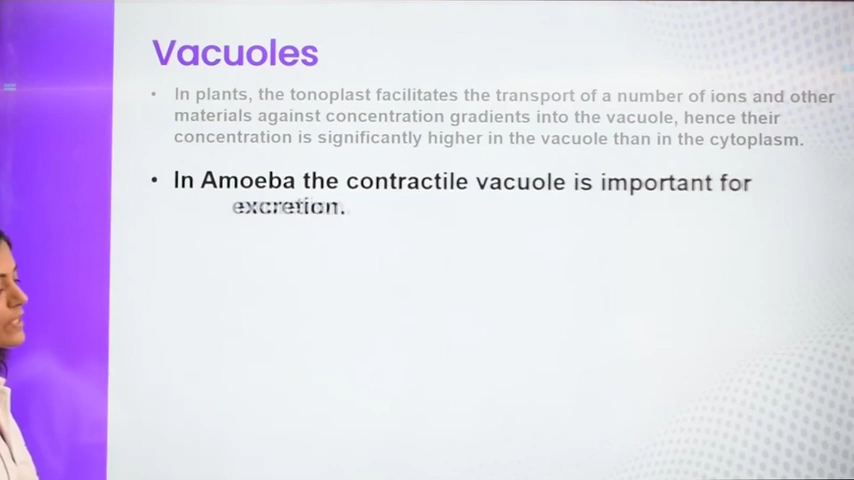 Vacuoles
• In plants, the tonoplast facilitates the transport of a number of ions and other
materials against concentration gradients into the vacuole, hence their
concentration is significantly higher in the vacuole than in the cytoplasm.
• In Amoeba the contractile vacuole is important for
excretion.